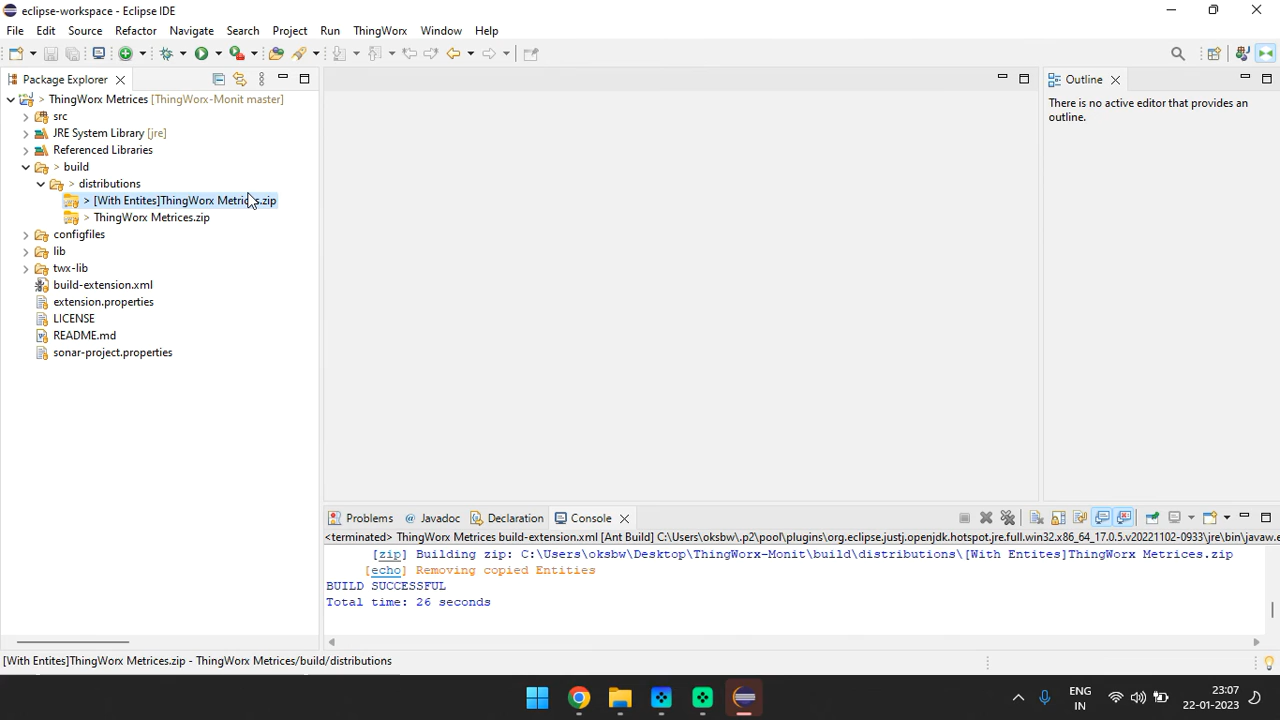 eclipse-workspace - Eclipse IDE
File Edit Source Refactor Navigate Search Project Run ThingWorx Window Help
Package Explorer
> ThingWorx Metrices [ThingWorx-Monit master]
src
JRE System Library [jre]
Referenced Libraries
> build
> distributions
> [With Entites]ThingWorx Metrices.zip
> ThingWorx Metrices.zip
configfiles
lib
twx-lib
build-extension.xml
extension.properties
LICENSE
README.md
sonar-project.properties
Outline
There is no active editor that provides an
outline.
Problems @ Javadoc Declaration Console
<terminated> ThingWorx Metrices build-extension.xml [Ant Build] C:\Users\oksbw\.p2\pool\plugins\org.eclipse.justj.openjdk.hotspot.jre.full.win32.x86_64_17.0.5.v20221102-0933\jre\bin\javaw.e
[zip] Building zip: C:\Users\oksbw\Desktop\ThingWorx-Monit\build\distributions\[With Entites]ThingWorx Metrices.zip
[echo] Removing copied Entities
BUILD SUCCESSFUL
Total time: 26 seconds
[With Entites]ThingWorx Metrices.zip - ThingWorx Metrices/build/distributions
ENG
IN
23:07
22-01-2023